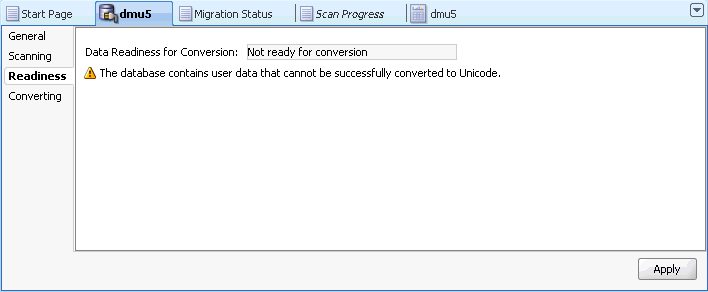 Start Page dmu5 Migration Status Scan Progress dmu5
General
Scanning
Readiness
Converting
Data Readiness for Conversion: Not ready for conversion
The database contains user data that cannot be successfully converted to Unicode.
Apply